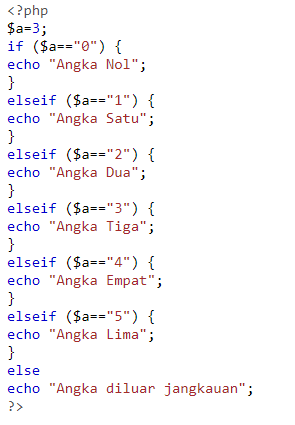 <?php
$a=3;
if ($a=="0") {
echo "Angka Nol";
}
elseif ($a=="1") {
echo "Angka Satu";
}
elseif ($a=="2") {
echo "Angka Dua";
}
elseif ($a=="3") {
echo "Angka Tiga";
}
elseif ($a=="4") {
echo "Angka Empat";
}
elseif ($a=="5") {
echo "Angka Lima";
}
else
echo "Angka diluar jangkauan";
?>